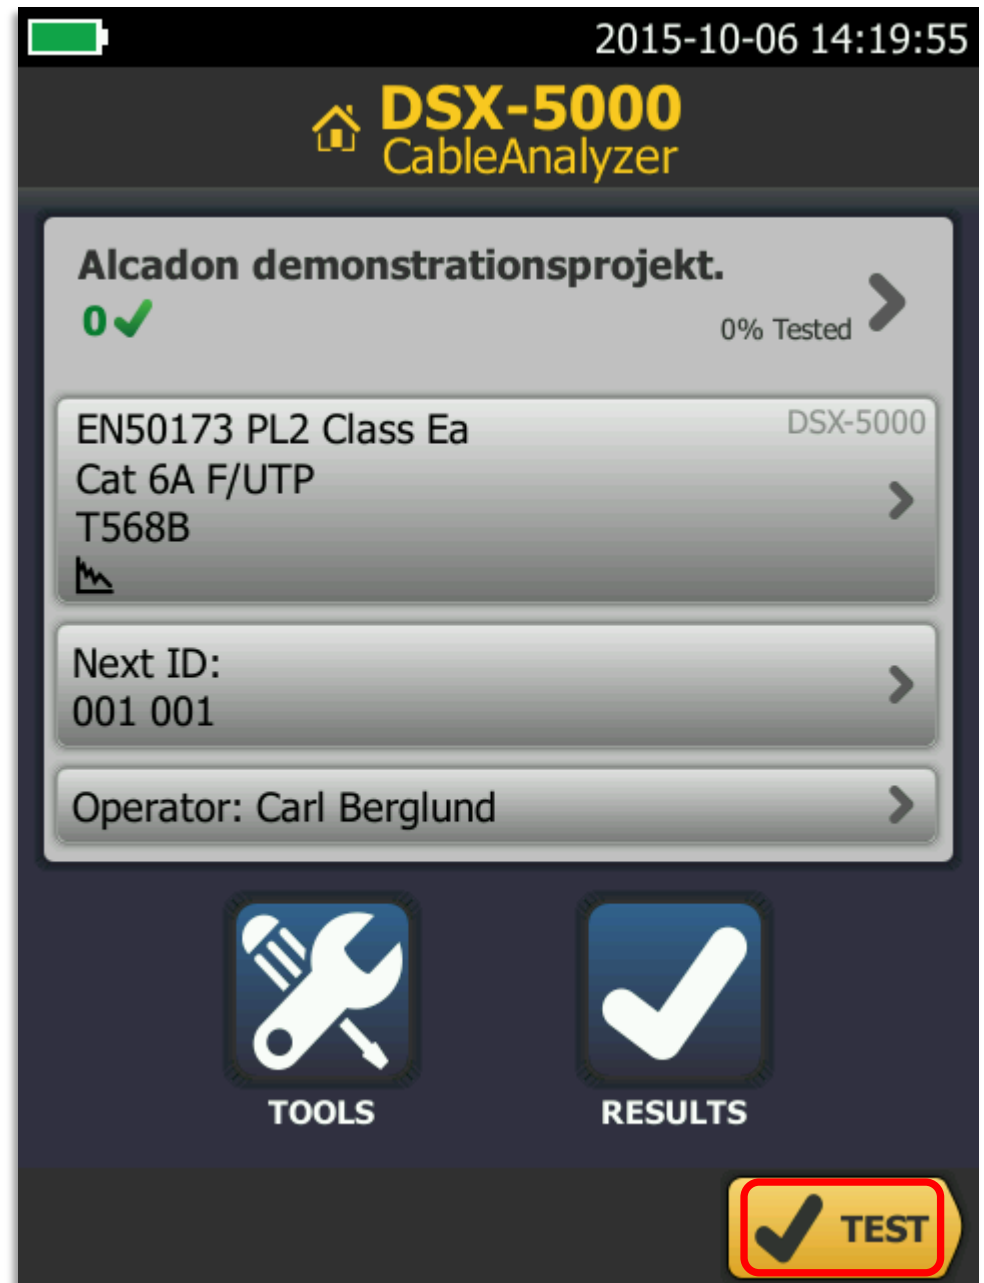 2015-10-06 14:19:55
DSX-5000
CableAnalyzer
Alcadon demonstrationsprojekt.
0
0% Tested
EN50173 PL2 Class Ea
DSX-5000
Cat 6A F/UTP
T568B
Next ID:
001 001
Operator: Carl Berglund
TOOLS
RESULTS
TEST